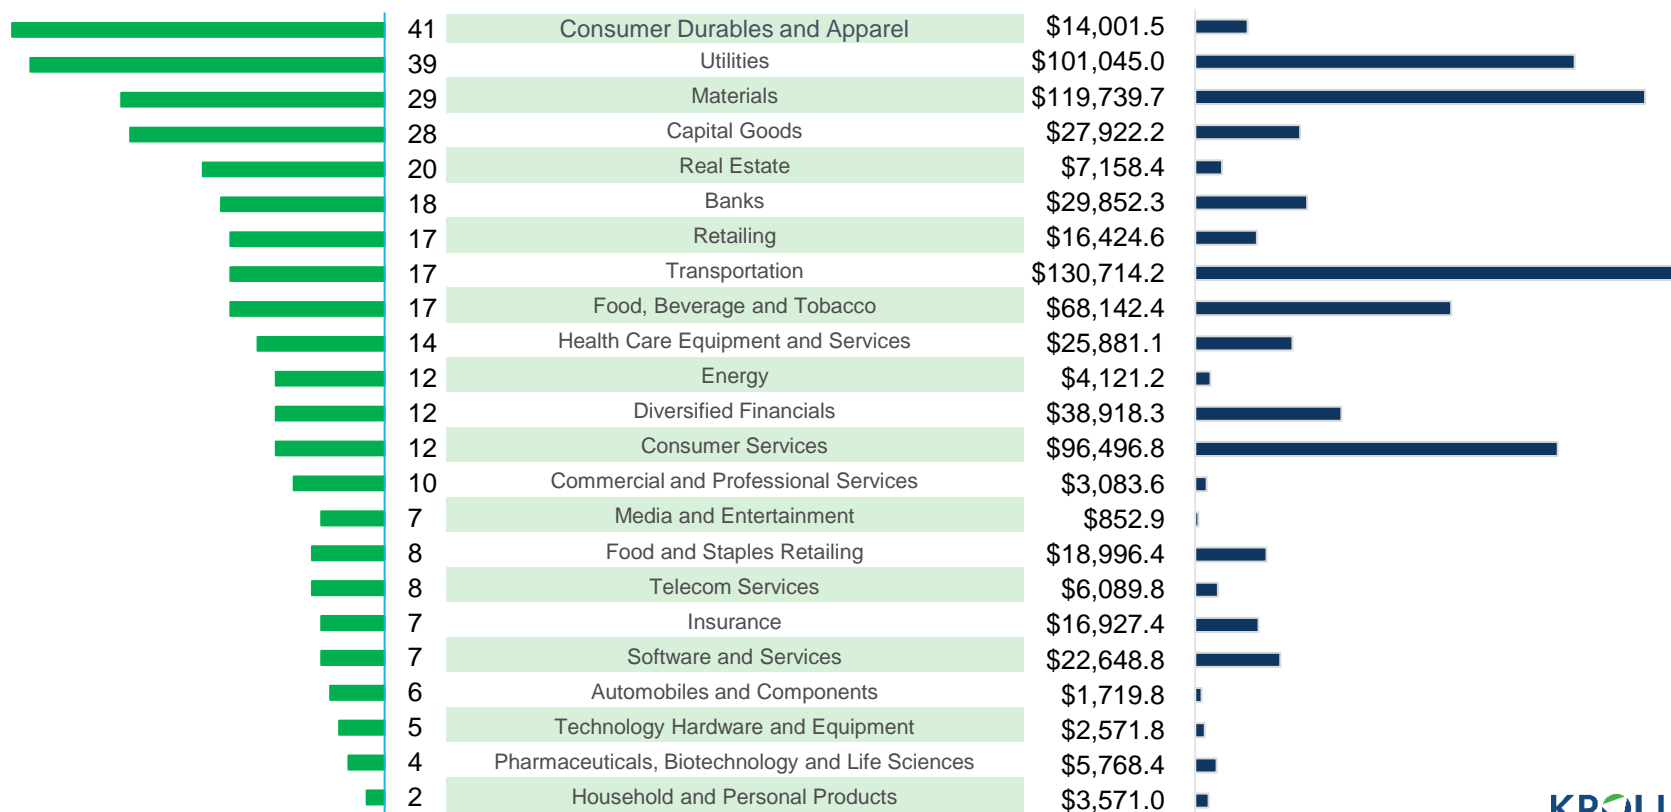 41 Consumer Durables and Apparel $14,001.5
39 Utilities $101,045.0
29 Materials $119,739.7
28 Capital Goods $27,922.2
20 Real Estate $7,158.4
18 Banks $29,852.3
17 Retailing $16,424.6
17 Transportation $130,714.2
17 Food, Beverage and Tobacco $68,142.4
14 Health Care Equipment and Services $25,881.1
12 Energy $4,121.2
12 Diversified Financials $38,918.3
12 Consumer Services $96,496.8
10 Commercial and Professional Services $3,083.6
7 Media and Entertainment $852.9
8 Food and Staples Retailing $18,996.4
8 Telecom Services $6,089.8
7 Insurance $16,927.4
7 Software and Services $22,648.8
6 Automobiles and Components $1,719.8
5 Technology Hardware and Equipment $2,571.8
4 Pharmaceuticals, Biotechnology and Life Sciences $5,768.4
2 Household and Personal Products $3,571.0